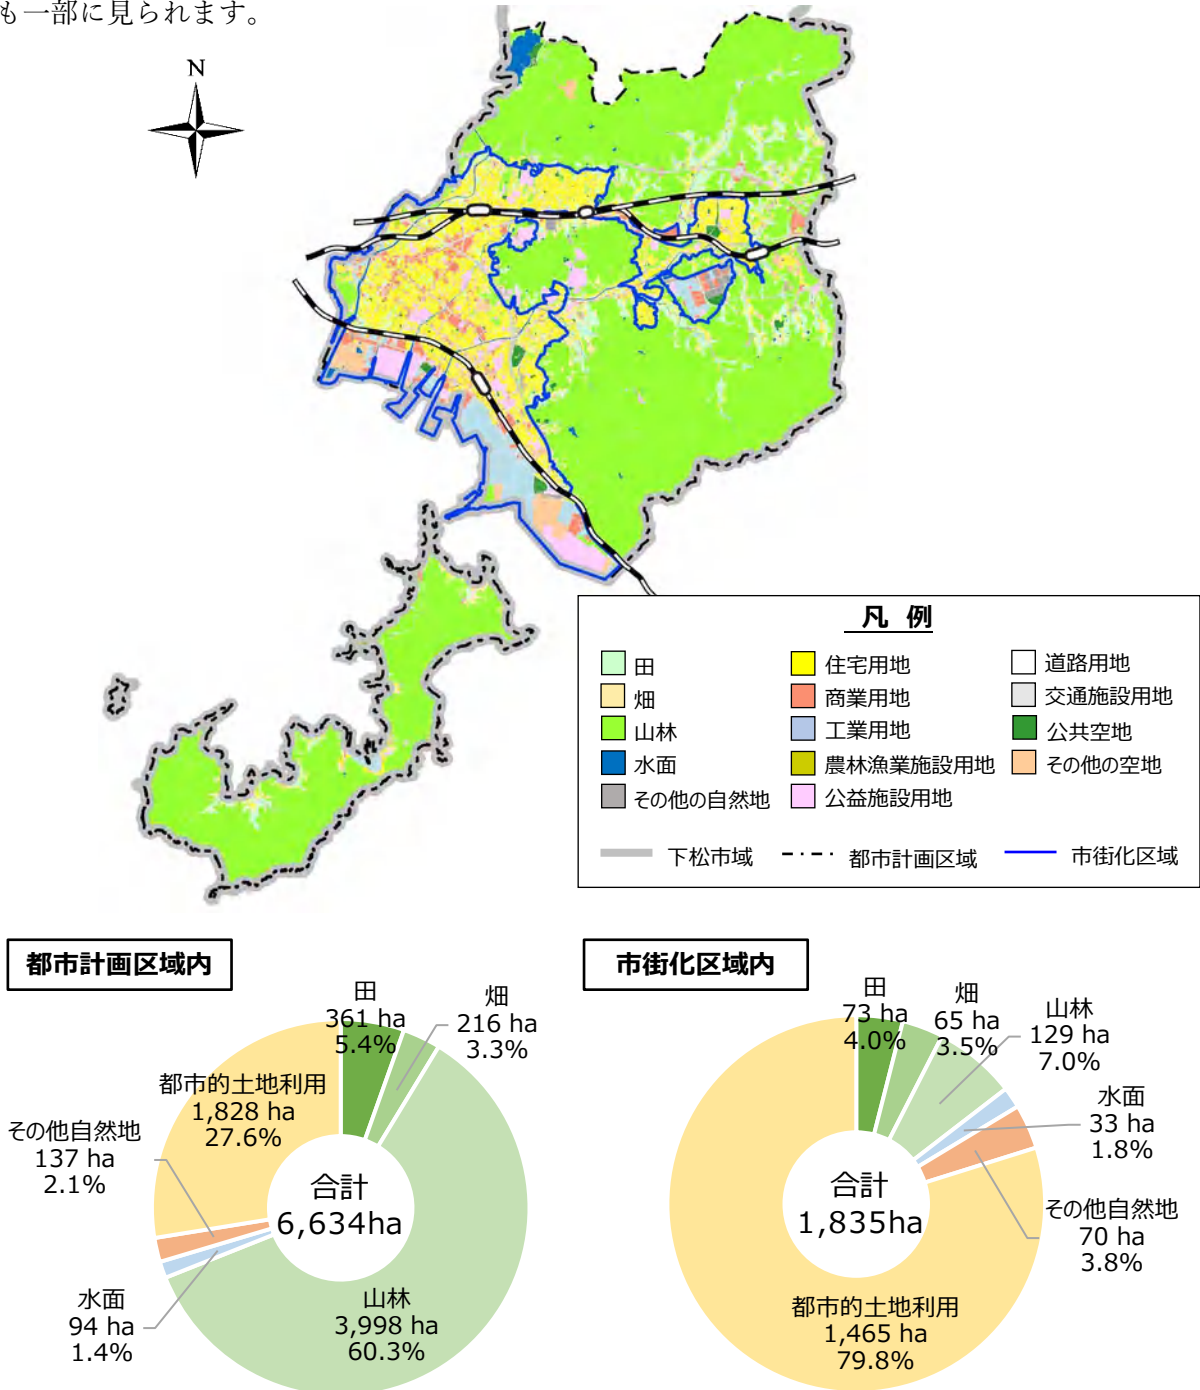 も一部に見られます。
N
凡 例
田
畑
山林
水面
その他の自然地
住宅用地
商業用地
工業用地
農林漁業施設用地
公益施設用地
道路用地
交通施設用地
公共空地
その他の空地
下松市域
都市計画区域
市街化区域
都市計画区域内
田
361 ha
5.4%
畑
216 ha
3.3%
都市的土地利用
1,828 ha
27.6%
その他自然地
137 ha
2.1%
合計
6,634ha
水面
94 ha
1.4%
山林
3,998 ha
60.3%
市街化区域内
田
73 ha
4.0%
畑
65 ha
3.5%
山林
129 ha
7.0%
水面
33 ha
1.8%
合計
1,835ha
その他自然地
70 ha
3.8%
都市的土地利用
1,465 ha
79.8%